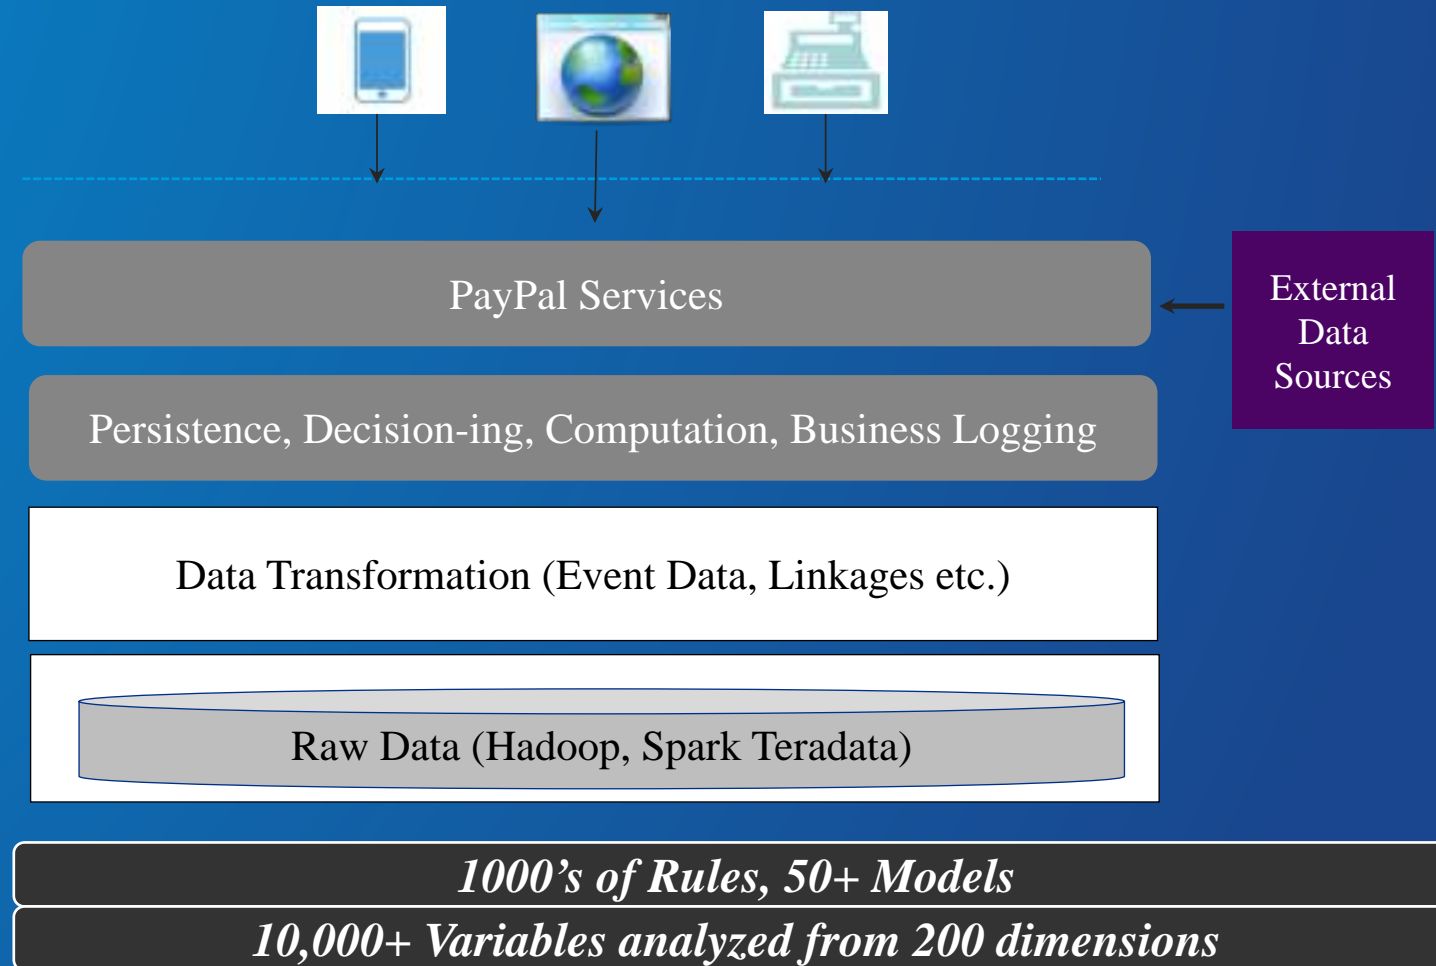 PayPal Services
External
Data
Sources
Persistence, Decision-ing, Computation, Business Logging
Data Transformation (Event Data, Linkages etc.)
Raw Data (Hadoop, Spark Teradata)
1000’s of Rules, 50+ Models
10,000+ Variables analyzed from 200 dimensions